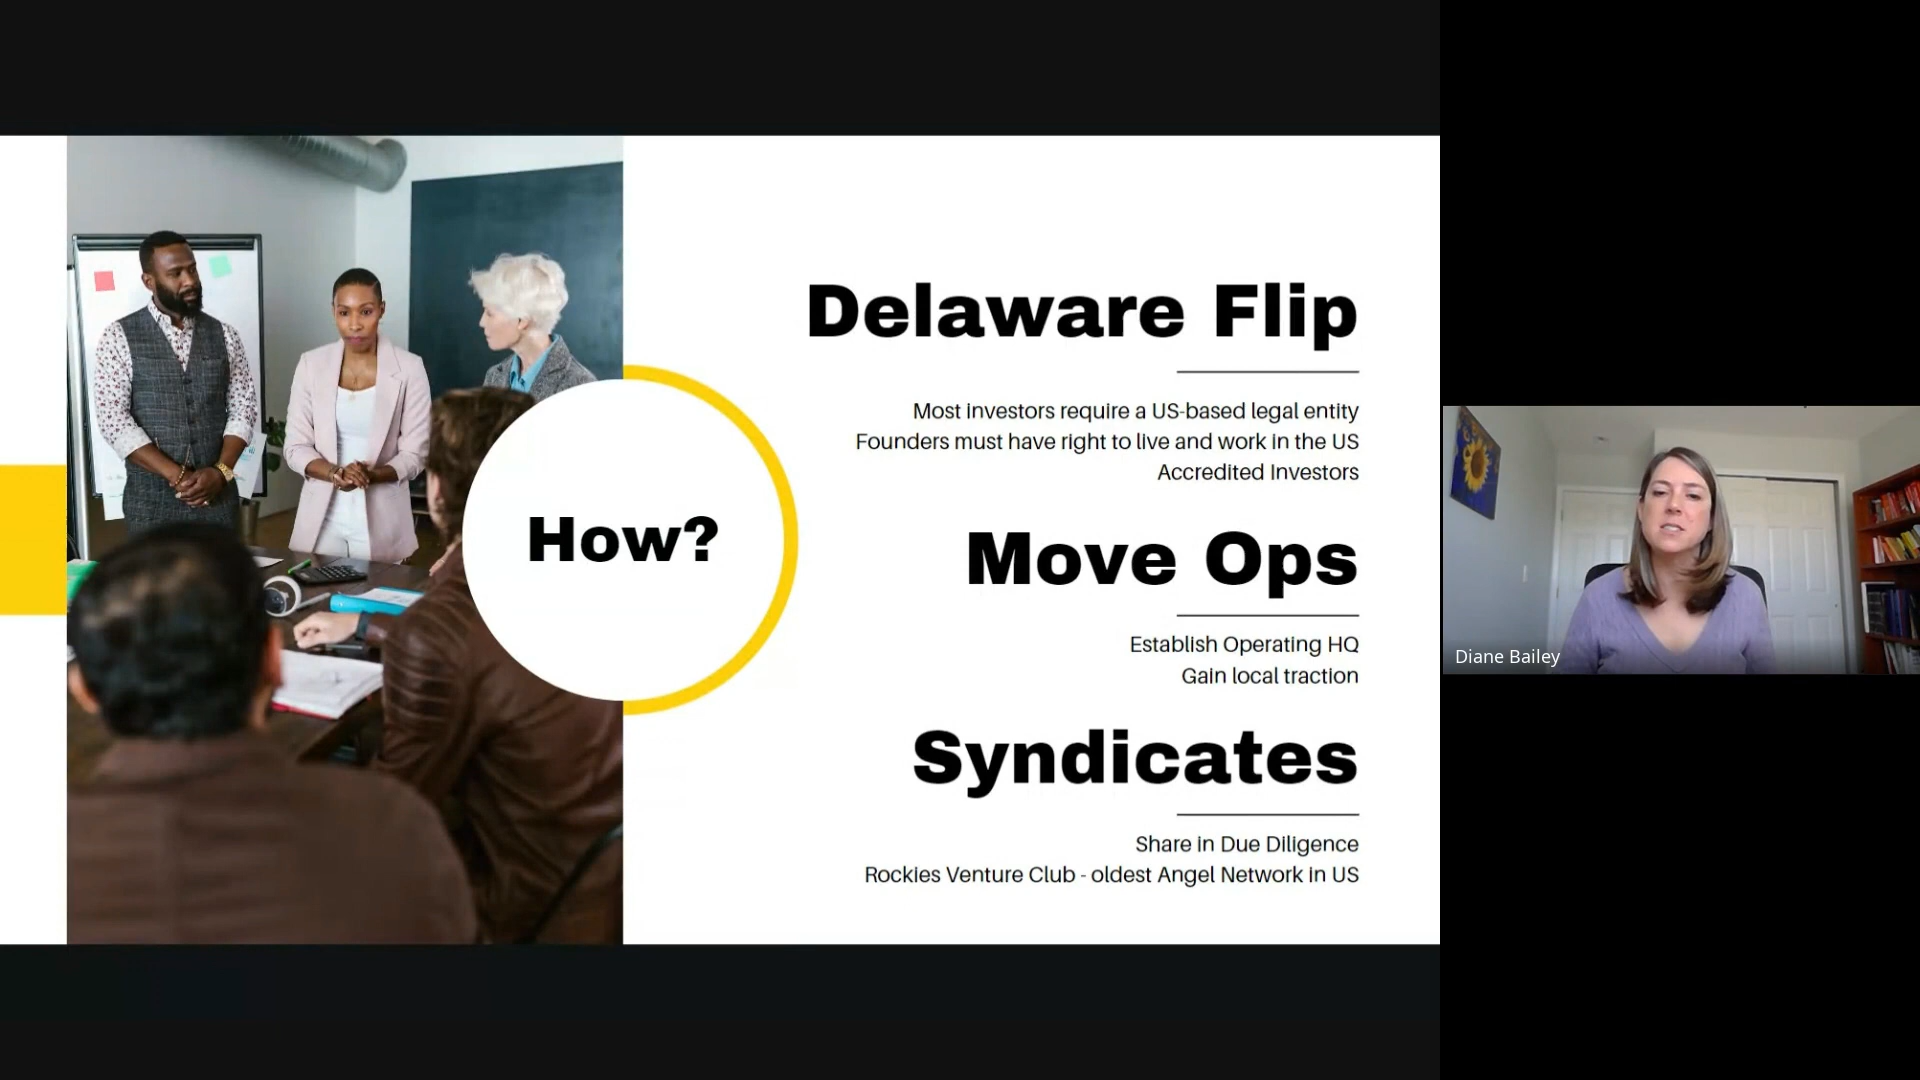 How?
Delaware Flip
Most investors require a US-based legal entity
Founders must have right to live and work in the US
Accredited Investors
Move Ops
Establish Operating HQ
Gain local traction
Syndicates
Share in Due Diligence
Rockies Venture Club - oldest Angel Network in US
Diane Bailey